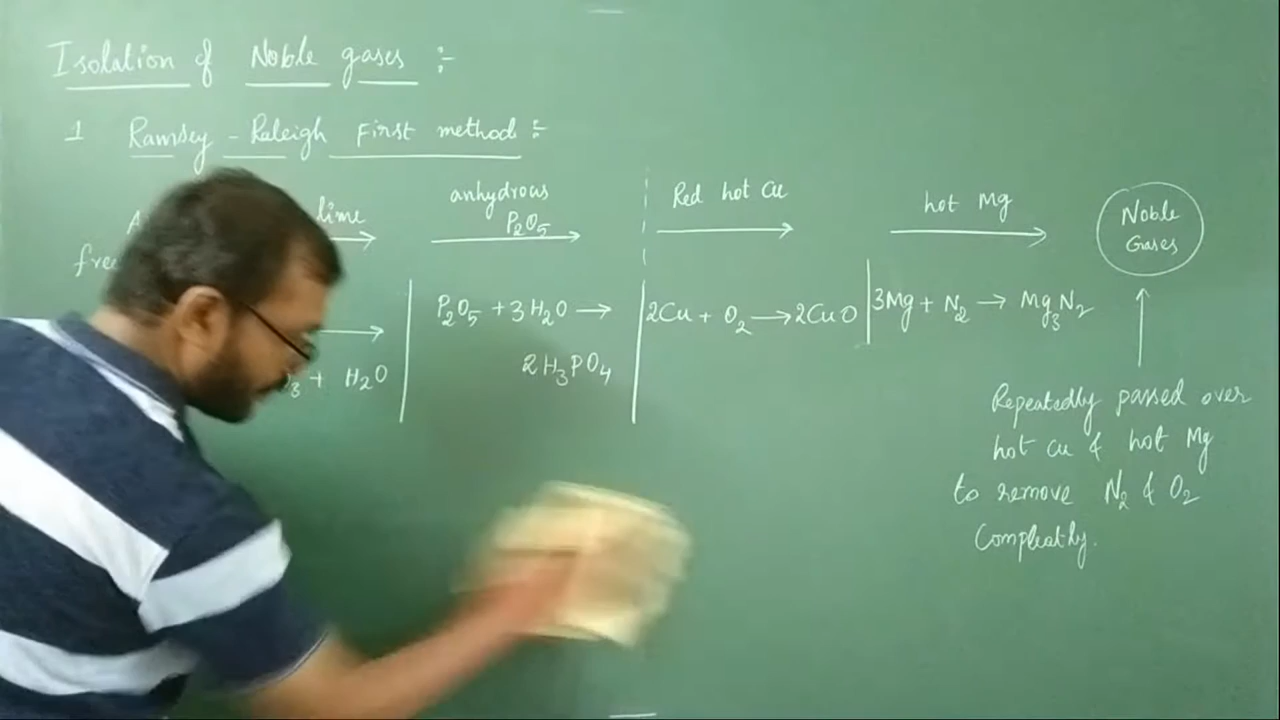 Isolation of Noble gases :-
1 Ramsey - Raleigh First method :-
lime
anhydrous
P₂O₅
Red hot Cu
hot Mg
Noble
Gases
P₂O₅ + 3H₂O →
2H₃PO₄
2Cu + O₂ → 2CuO
3Mg + N₂ → Mg₃N₂
+ H₂O
Repeatedly passed over
hot Cu & hot Mg
to remove N₂ & O₂
Compleatly.